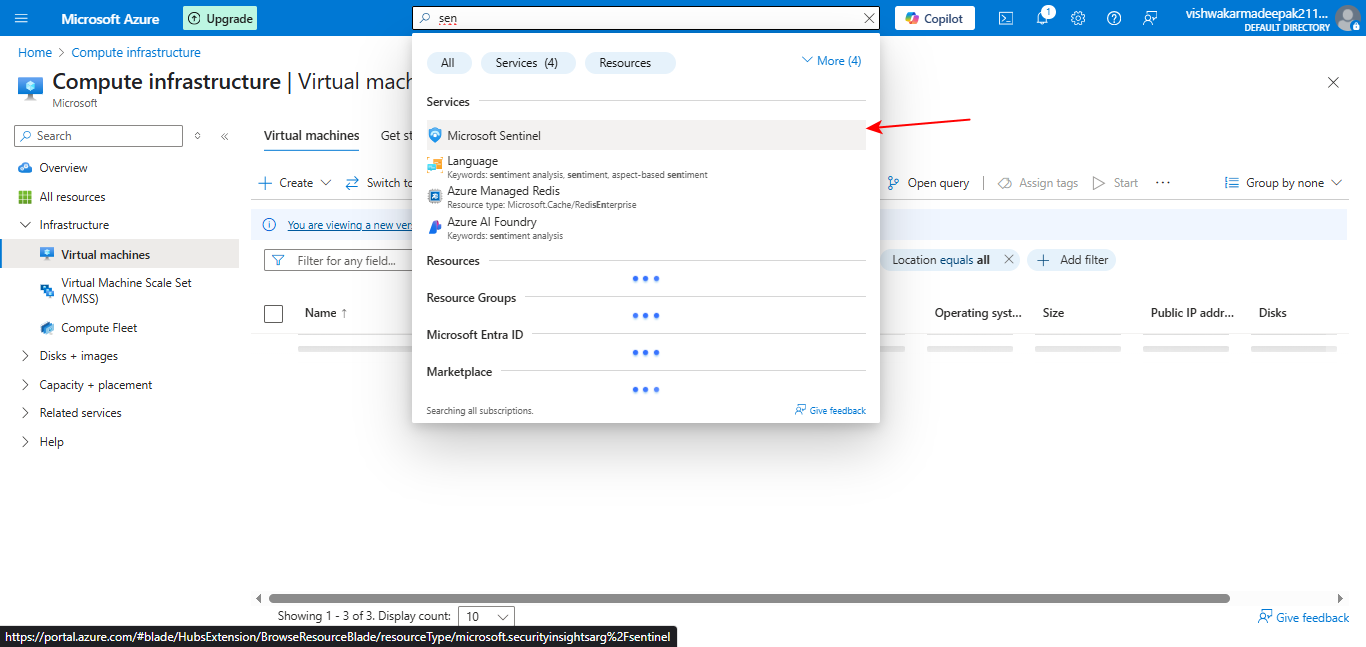 Microsoft Azure
Upgrade
sen
Copilot
1
vishwakarmadeepak211...
DEFAULT DIRECTORY
Home > Compute infrastructure
Compute infrastructure | Virtual mach
Microsoft
Search
Overview
All resources
Infrastructure
Virtual machines
Virtual Machine Scale Set
(VMSS)
Compute Fleet
Disks + images
Capacity + placement
Related services
Help
Virtual machines Get st
Create Switch to
Open query Assign tags Start ... Group by none
You are viewing a new vers
Filter for any field...
Location equals all
Add filter
Name ↑ Operating syst... Size Public IP addr... Disks
All Services (4) Resources More (4)
Services
Microsoft Sentinel
Language
Keywords: sentiment analysis, sentiment, aspect-based sentiment
Azure Managed Redis
Resource type: Microsoft.Cache/RedisEnterprise
Azure AI Foundry
Keywords: sentiment analysis
Resources
Resource Groups
Microsoft Entra ID
Marketplace
Searching all subscriptions. Give feedback
Showing 1 - 3 of 3. Display count: 10
Give feedback
https://portal.azure.com/#blade/HubsExtension/BrowseResourceBlade/resourceType/microsoft.securityinsightsarg%2Fsentinel